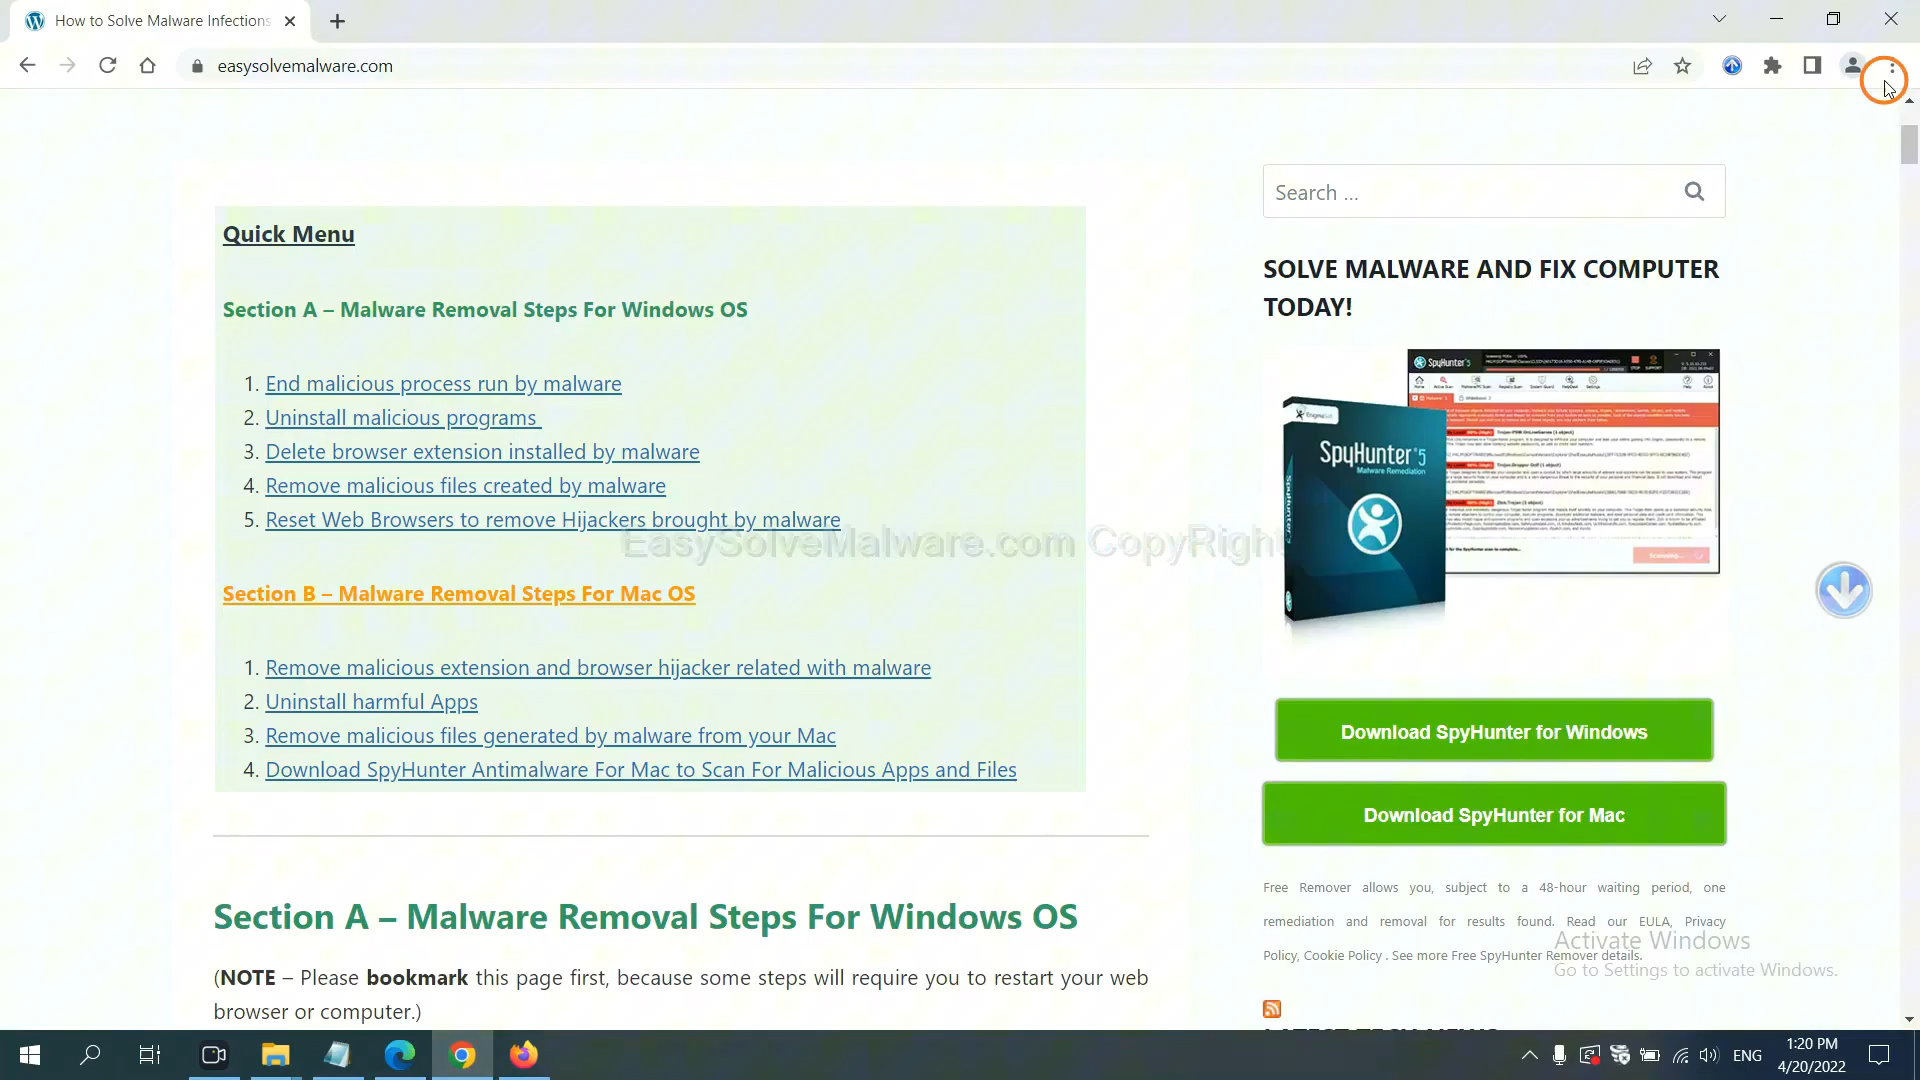 How to Solve Malware Infections
easysolvemalware.com
Search ...
Quick Menu
Section A – Malware Removal Steps For Windows OS
1. End malicious process run by malware
2. Uninstall malicious programs
3. Delete browser extension installed by malware
4. Remove malicious files created by malware
5. Reset Web Browsers to remove Hijackers brought by malware
EasySolveMalware.com CopyRight
Section B – Malware Removal Steps For Mac OS
1. Remove malicious extension and browser hijacker related with malware
2. Uninstall harmful Apps
3. Remove malicious files generated by malware from your Mac
4. Download SpyHunter Antimalware For Mac to Scan For Malicious Apps and Files
Section A – Malware Removal Steps For Windows OS
(NOTE – Please bookmark this page first, because some steps will require you to restart your web
browser or computer.)
SOLVE MALWARE AND FIX COMPUTER
TODAY!
SpyHunter 5
EnigmaSoft
SpyHunter 5
Malware Remediation
SpyHunter 5
Download SpyHunter for Windows
Download SpyHunter for Mac
Free Remover allows you, subject to a 48-hour waiting period, one
remediation and removal for results found. Read our EULA, Privacy
Policy, Cookie Policy . See more Free SpyHunter Remover details.
Activate Windows
Go to Settings to activate Windows.
LATEST TECH NEWS
ENG
1:20 PM
4/20/2022